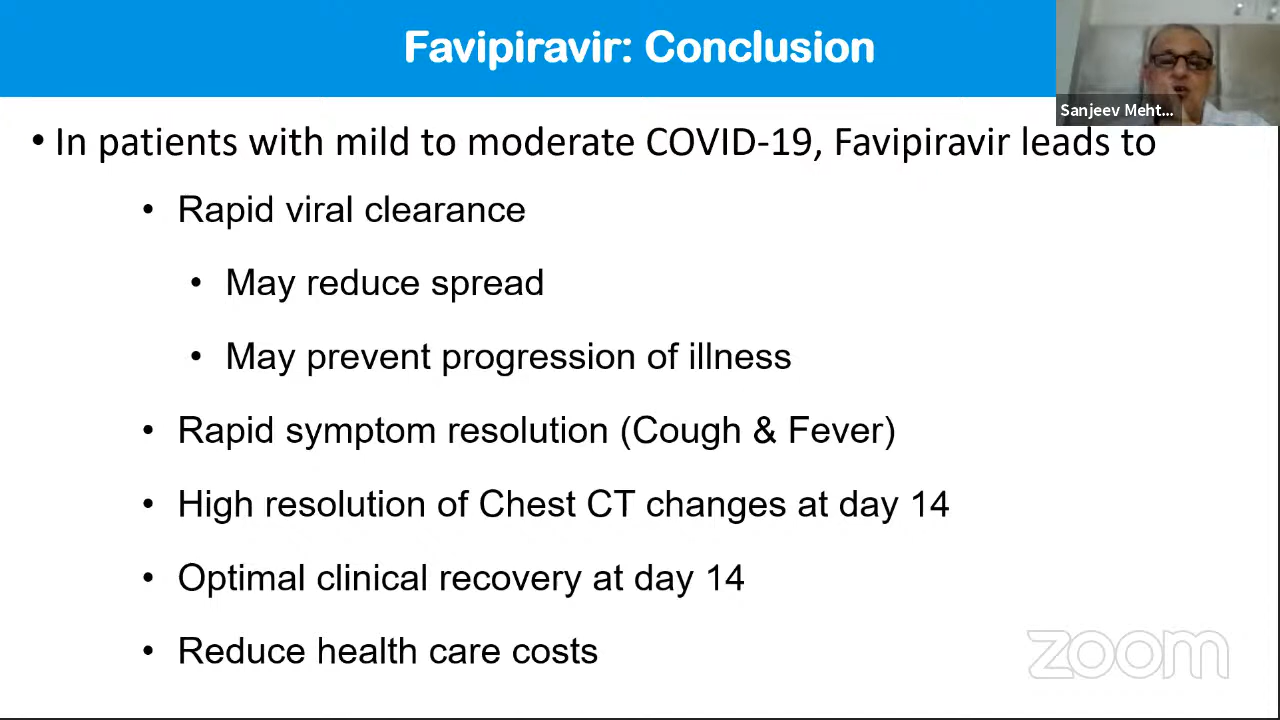 Favipiravir: Conclusion
Sanjeev Meht...
• In patients with mild to moderate COVID-19, Favipiravir leads to
• Rapid viral clearance
• May reduce spread
• May prevent progression of illness
• Rapid symptom resolution (Cough & Fever)
• High resolution of Chest CT changes at day 14
• Optimal clinical recovery at day 14
• Reduce health care costs
zoom